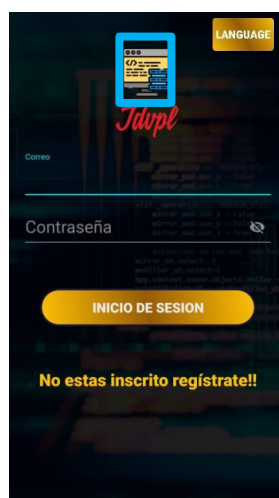 LANGUAGE
Jdvpl
Correo
Contraseña
INICIO DE SESION
No estas inscrito regístrate!!